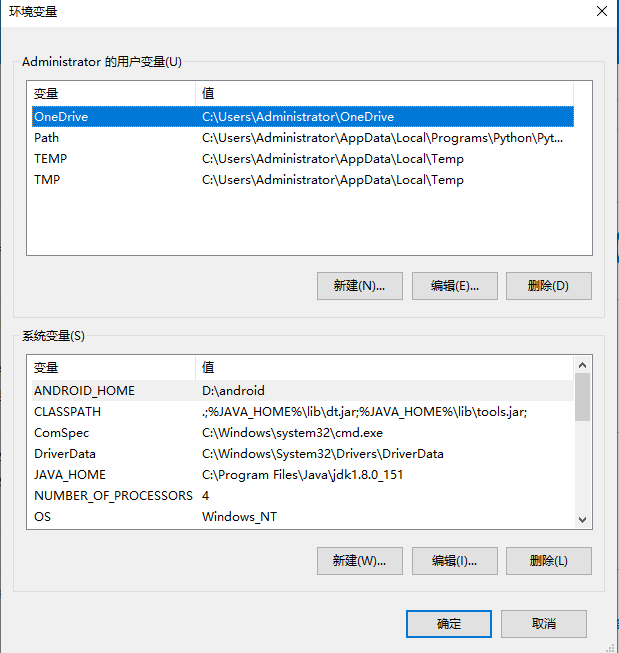 环境变量
Administrator 的用户变量(U)
变量 值
OneDrive C:\Users\Administrator\OneDrive
Path C:\Users\Administrator\AppData\Local\Programs\Python\Pyt...
TEMP C:\Users\Administrator\AppData\Local\Temp
TMP C:\Users\Administrator\AppData\Local\Temp
新建(N)... 编辑(E)... 删除(D)
系统变量(S)
变量 值
ANDROID_HOME D:\android
CLASSPATH .;%JAVA_HOME%\lib\dt.jar;%JAVA_HOME%\lib\tools.jar;
ComSpec C:\Windows\system32\cmd.exe
DriverData C:\Windows\System32\Drivers\DriverData
JAVA_HOME C:\Program Files\Java\jdk1.8.0_151
NUMBER_OF_PROCESSORS 4
OS Windows_NT
新建(W)... 编辑(I)... 删除(L)
确定 取消